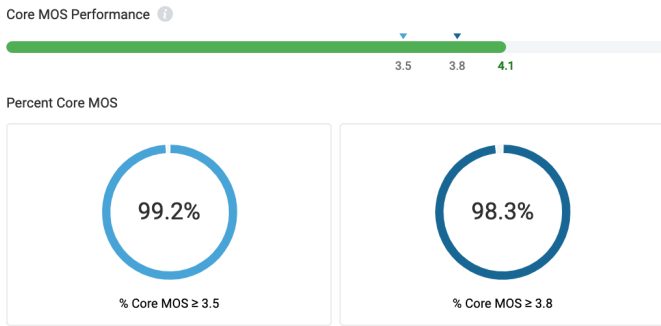 Core MOS Performance
3.5 3.8 4.1
Percent Core MOS
99.2% 98.3%
% Core MOS ≥ 3.5 % Core MOS ≥ 3.8